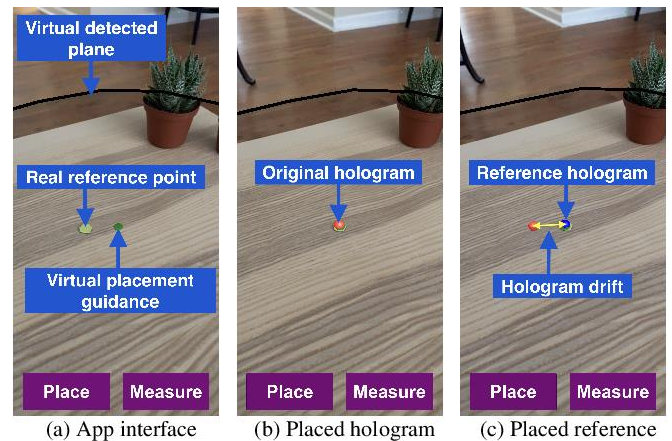 Virtual detected
plane
Real reference point
Virtual placement
guidance
Place
Measure
(a) App interface
Original hologram
Place
Measure
(b) Placed hologram
Reference hologram
Hologram drift
Place
Measure
(c) Placed reference